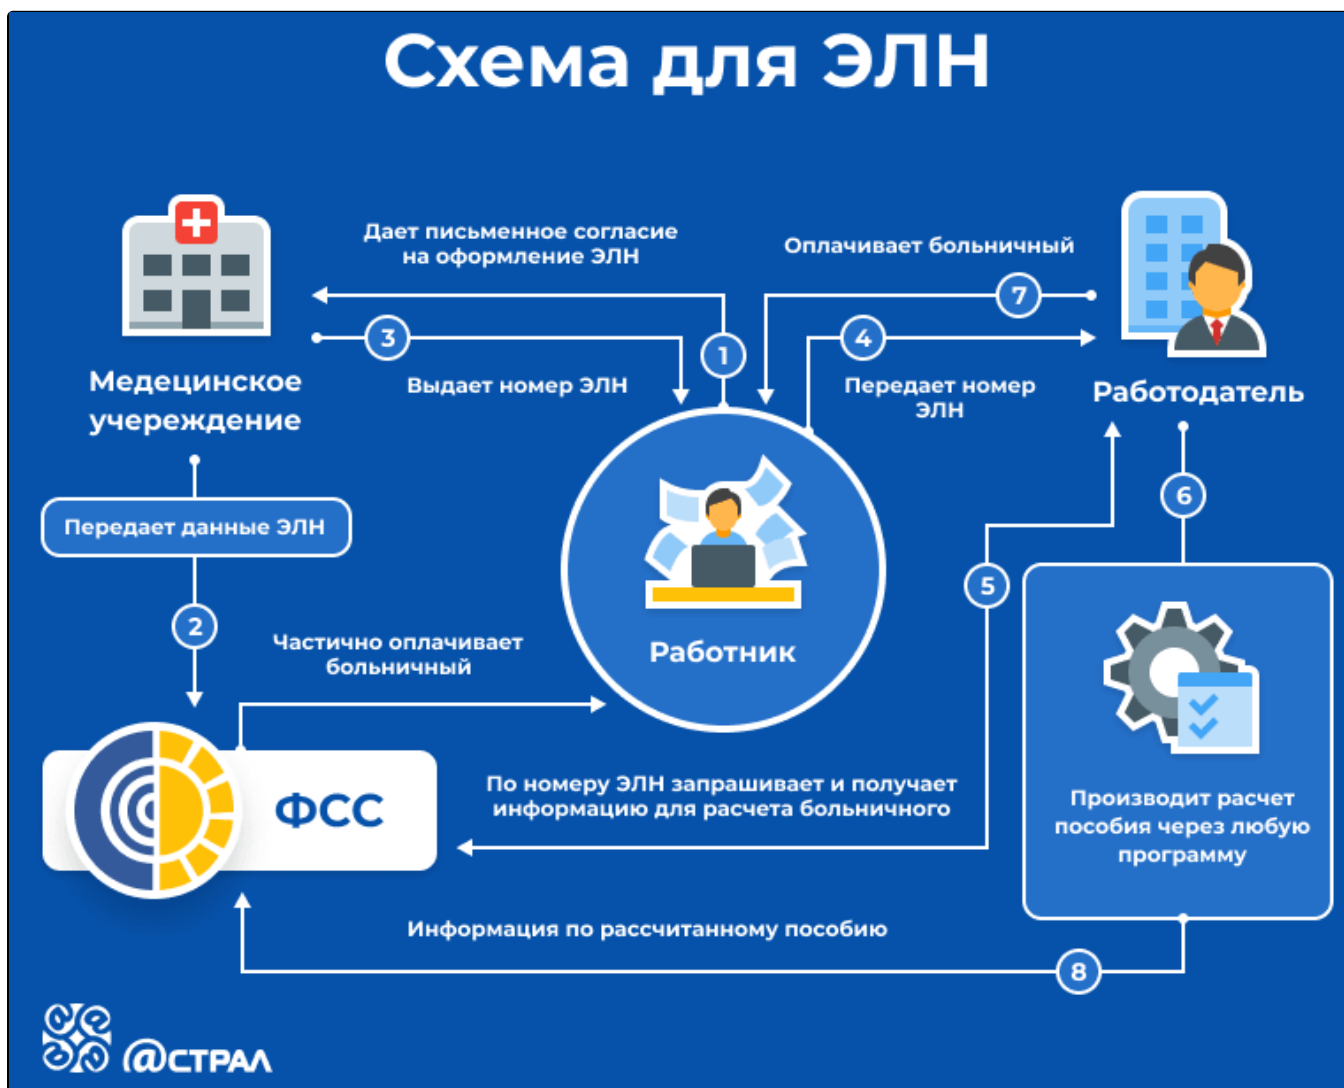 Схема для ЭЛН
Дает письменное согласие
на оформление ЭЛН
Оплачивает больничный
7
3
1
4
Выдает номер ЭЛН
Передает номер
ЭЛН
Медецинское
учереждение
Работодатель
6
Передает данные ЭЛН
5
2
Частично оплачивает
больничный
Работник
ФСС
По номеру ЭЛН запрашивает и получает
информацию для расчета больничного
Производит расчет
пособия через любую
программу
Информация по рассчитанному пособию
8
@СТРАЛ